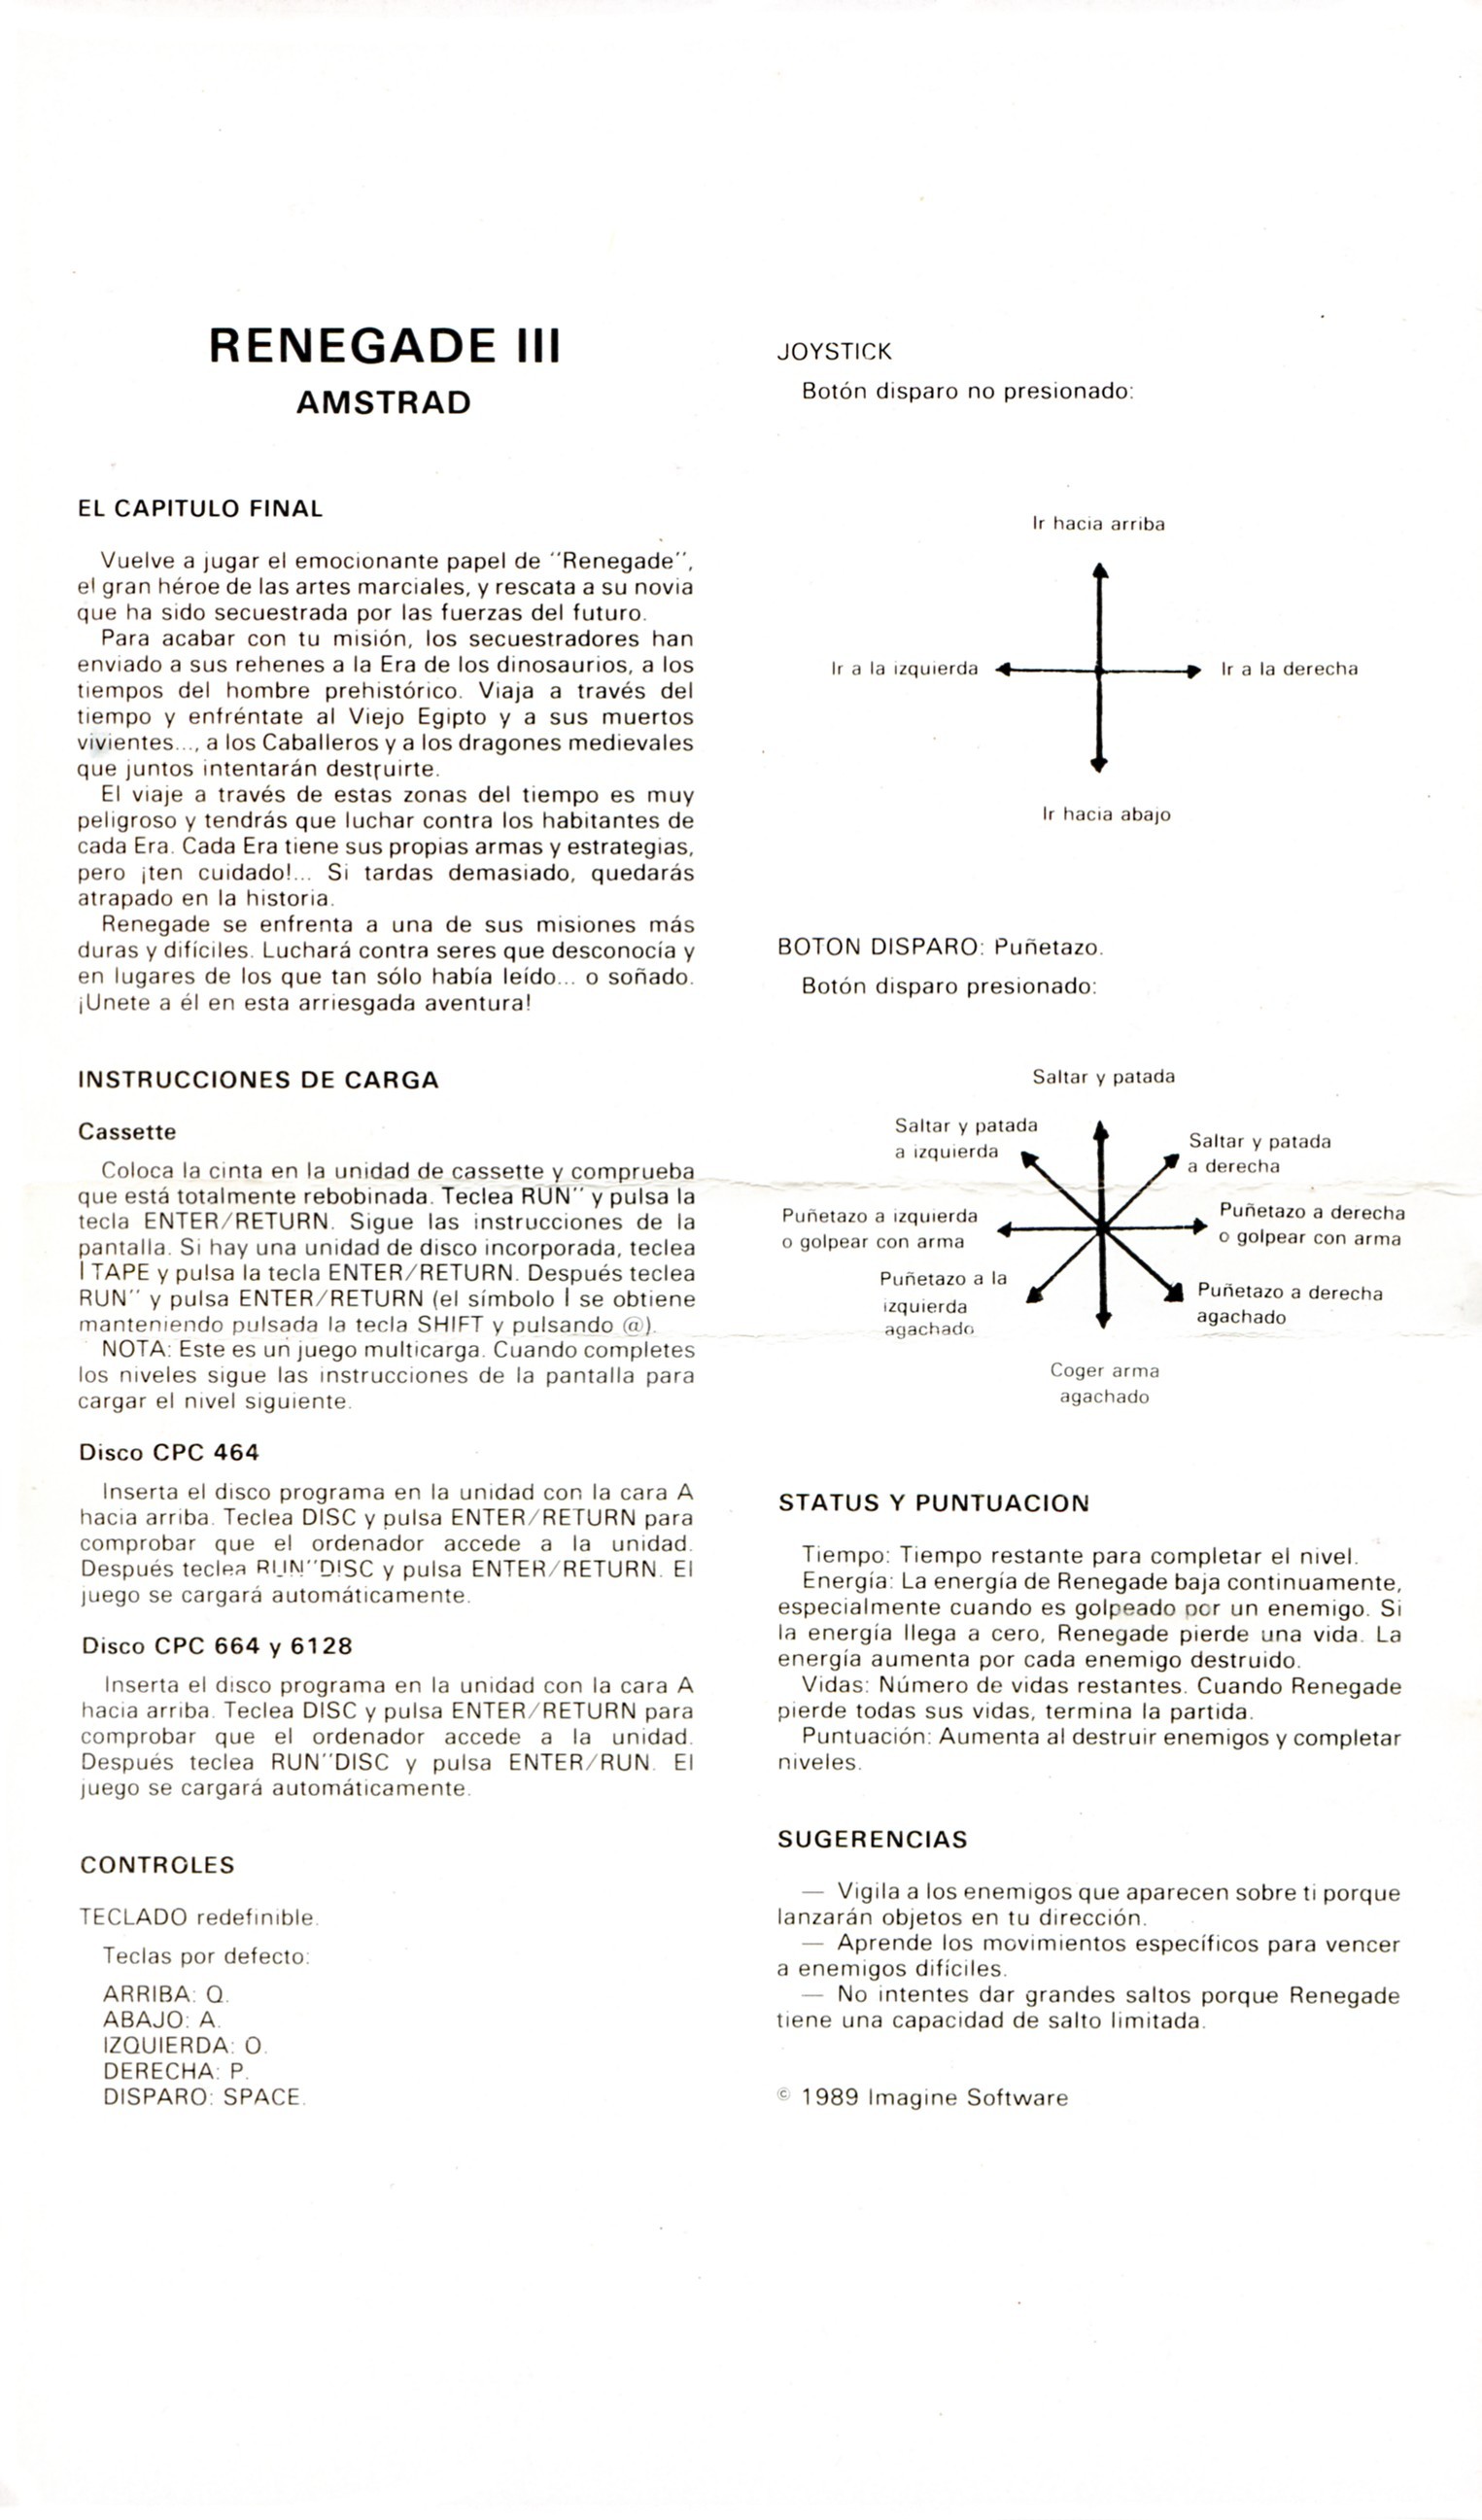 RENEGADE III
AMSTRAD
EL CAPITULO FINAL
Vuelve a jugar el emocionante papel de "Renegade",
el gran héroe de las artes marciales, y rescata a su novia
que ha sido secuestrada por las fuerzas del futuro.
Para acabar con tu misión, los secuestradores han
enviado a sus rehenes a la Era de los dinosaurios, a los
tiempos del hombre prehistórico. Viaja a través del
tiempo y enfréntate al Viejo Egipto y a sus muertos
vivientes..., a los Caballeros y a los dragones medievales
que juntos intentarán destruirte.
El viaje a través de estas zonas del tiempo es muy
peligroso y tendrás que luchar contra los habitantes de
cada Era. Cada Era tiene sus propias armas y estrategias,
pero ¡ten cuidado!... Si tardas demasiado, quedarás
atrapado en la historia.
Renegade se enfrenta a una de sus misiones más
duras y difíciles. Luchará contra seres que desconocía y
en lugares de los que tan sólo había leído... o soñado.
¡Unete a él en esta arriesgada aventura!
INSTRUCCIONES DE CARGA
Cassette
Coloca la cinta en la unidad de cassette y comprueba
que está totalmente rebobinada. Teclea RUN" y pulsa la
tecla ENTER/RETURN. Sigue las instrucciones de la
pantalla. Si hay una unidad de disco incorporada, teclea
I TAPE y pulsa la tecla ENTER/RETURN. Después teclea
RUN" y pulsa ENTER/RETURN (el símbolo I se obtiene
manteniendo pulsada la tecla SHIFT y pulsando @).
NOTA: Este es un juego multicarga. Cuando completes
los niveles sigue las instrucciones de la pantalla para
cargar el nivel siguiente.
Disco CPC 464
Inserta el disco programa en la unidad con la cara A
hacia arriba. Teclea DISC y pulsa ENTER/RETURN para
comprobar que el ordenador accede a la unidad.
Después teclea RUN"DISC y pulsa ENTER/RETURN. El
juego se cargará automáticamente.
Disco CPC 664 y 6128
Inserta el disco programa en la unidad con la cara A
hacia arriba. Teclea DISC y pulsa ENTER/RETURN para
comprobar que el ordenador accede a la unidad.
Después teclea RUN"DISC y pulsa ENTER/RUN. El
juego se cargará automáticamente.
CONTROLES
TECLADO redefinible.
Teclas por defecto:
ARRIBA: Q.
ABAJO: A.
IZQUIERDA: O.
DERECHA: P.
DISPARO: SPACE.
JOYSTICK
Botón disparo no presionado:
Ir hacia arriba
Ir a la izquierda
Ir a la derecha
Ir hacia abajo
BOTON DISPARO: Puñetazo.
Botón disparo presionado:
Saltar y patada
Saltar y patada
a izquierda
Saltar y patada
a derecha
Puñetazo a izquierda
o golpear con arma
Puñetazo a derecha
o golpear con arma
Puñetazo a la
izquierda
agachado
Puñetazo a derecha
agachado
Coger arma
agachado
STATUS Y PUNTUACION
Tiempo: Tiempo restante para completar el nivel.
Energía: La energía de Renegade baja continuamente,
especialmente cuando es golpeado por un enemigo. Si
la energía llega a cero, Renegade pierde una vida. La
energía aumenta por cada enemigo destruido.
Vidas: Número de vidas restantes. Cuando Renegade
pierde todas sus vidas, termina la partida.
Puntuación: Aumenta al destruir enemigos y completar
niveles.
SUGERENCIAS
— Vigila a los enemigos que aparecen sobre ti porque
lanzarán objetos en tu dirección.
— Aprende los movimientos específicos para vencer
a enemigos difíciles.
— No intentes dar grandes saltos porque Renegade
tiene una capacidad de salto limitada.
© 1989 Imagine Software